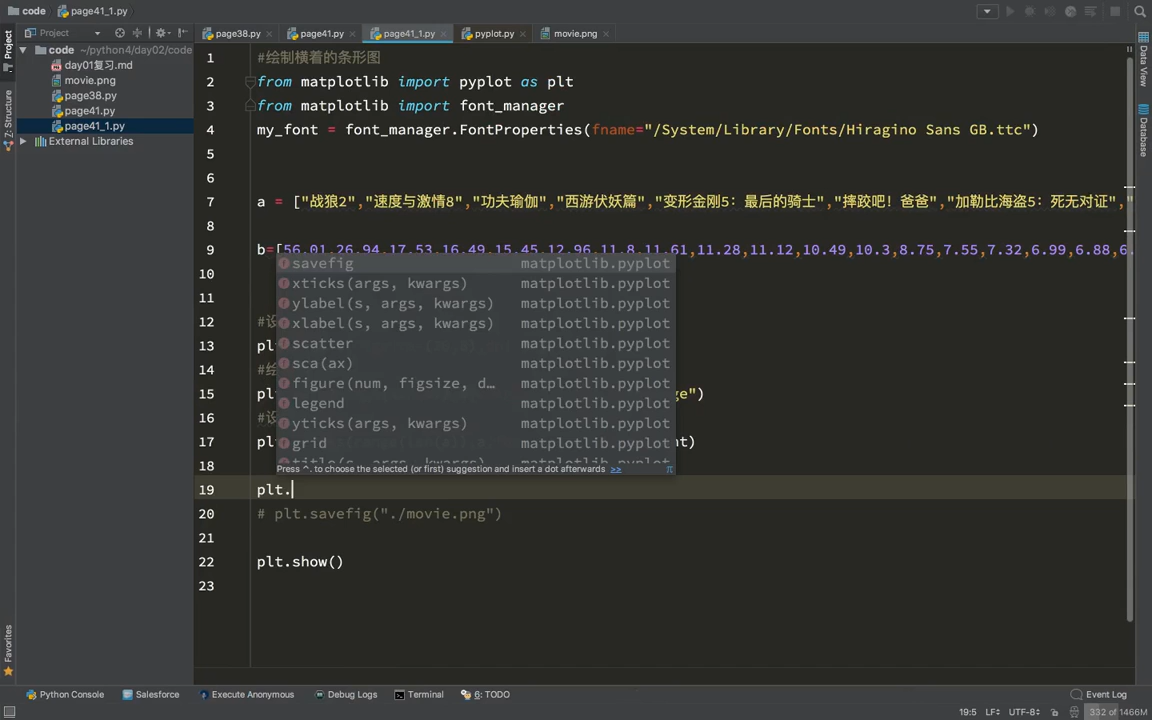 code page41_1.py
Project
page38.py page41.py page41_1.py pyplot.py movie.png
code ~/python4/day02/code
day01复习.md
movie.png
page38.py
page41.py
page41_1.py
External Libraries
Project
Z: Structure
Favorites
Data View
Database
1 #绘制横着的条形图
2 from matplotlib import pyplot as plt
3 from matplotlib import font_manager
4 my_font = font_manager.FontProperties(fname="/System/Library/Fonts/Hiragino Sans GB.ttc")
5
6
7 a = ["战狼2","速度与激情8","功夫瑜伽","西游伏妖篇","变形金刚5：最后的骑士","摔跤吧！爸爸","加勒比海盗5：死无对证","
8
9 b=[56.01,26.94,17.53,16.49,15.45,12.96,11.8,11.61,11.28,11.12,10.49,10.3,8.75,7.55,7.32,6.99,6.88,6
10
11
12 #设
13 pl
14 #绘
15 pl ge")
16 #设
17 pl nt)
18
19 plt.
20 # plt.savefig("./movie.png")
21
22 plt.show()
23
savefig matplotlib.pyplot
xticks(args, kwargs) matplotlib.pyplot
ylabel(s, args, kwargs) matplotlib.pyplot
xlabel(s, args, kwargs) matplotlib.pyplot
scatter matplotlib.pyplot
sca(ax) matplotlib.pyplot
figure(num, figsize, d… matplotlib.pyplot
legend matplotlib.pyplot
yticks(args, kwargs) matplotlib.pyplot
grid matplotlib.pyplot
title(s, args, kwargs) matplotlib.pyplot
Press ^. to choose the selected (or first) suggestion and insert a dot afterwards >> π
Python Console Salesforce Execute Anonymous Debug Logs Terminal 6: TODO Event Log
19:5 LF÷ UTF-8÷ 332 of 1466M